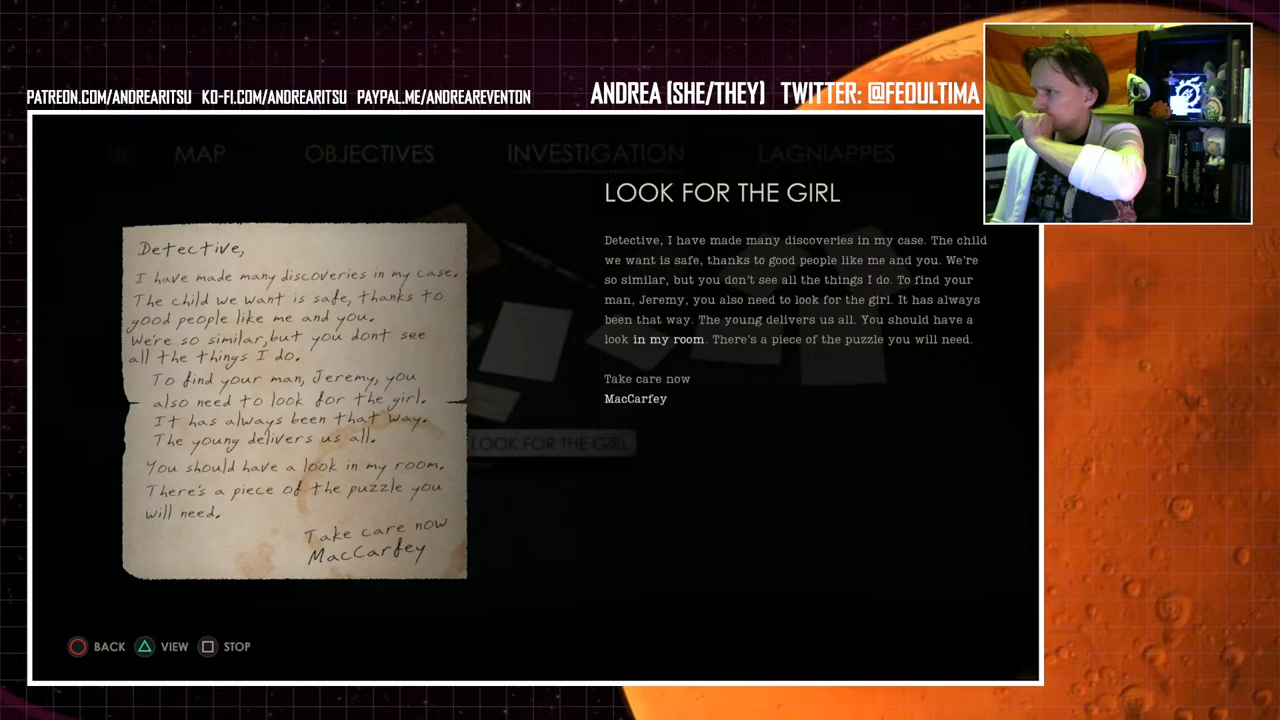 PATREON.COM/ANDREARITSU KO-FI.COM/ANDREARITSU PAYPAL.ME/ANDREAREVENTON
ANDREA (SHE/THEY) TWITTER: @FEOULTIMA
MAP OBJECTIVES INVESTIGATION LAGNIAPPES
Detective,
I have made many discoveries in my case.
The child we want is safe, thanks to
good people like me and you.
We're so similar, but you dont see
all the things I do.
To find your man, Jeremy, you
also need to look for the girl.
It has always been that way.
The young delivers us all.
You should have a look in my room.
There's a piece of the puzzle you
will need.
Take care now
MacCarfey
LOOK FOR THE GIRL
LOOK FOR THE GIRL
Detective, I have made many discoveries in my case. The child
we want is safe, thanks to good people like me and you. We're
so similar, but you don't see all the things I do. To find your
man, Jeremy, you also need to look for the girl. It has always
been that way. The young delivers us all. You should have a
look in my room. There's a piece of the puzzle you will need.
Take care now
MacCarfey
BACK VIEW STOP